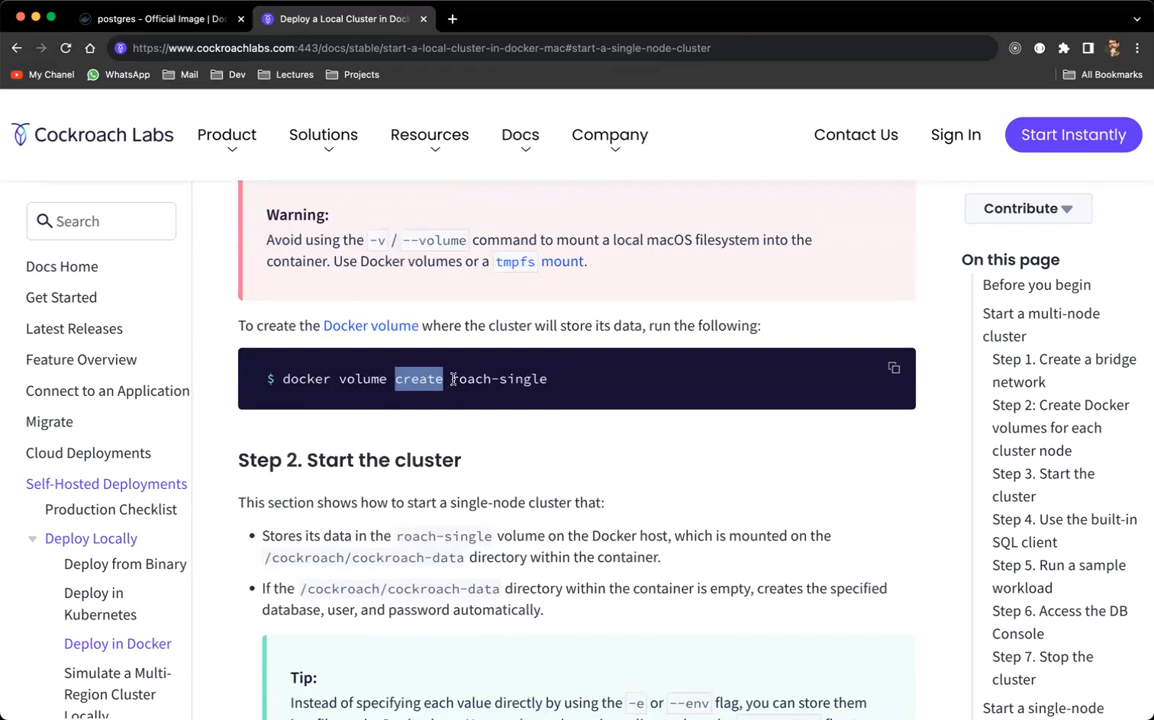 postgres - Official Image | Doc
Deploy a Local Cluster in Dock
https://www.cockroachlabs.com:443/docs/stable/start-a-local-cluster-in-docker-mac#start-a-single-node-cluster
My Chanel
WhatsApp
Mail
Dev
Lectures
Projects
All Bookmarks
Cockroach Labs
Product
Solutions
Resources
Docs
Company
Contact Us
Sign In
Start Instantly
Search
Docs Home
Get Started
Latest Releases
Feature Overview
Connect to an Application
Migrate
Cloud Deployments
Self-Hosted Deployments
Production Checklist
Deploy Locally
Deploy from Binary
Deploy in
Kubernetes
Deploy in Docker
Simulate a Multi-
Region Cluster
Locally
Warning:
Avoid using the -v / --volume command to mount a local macOS filesystem into the
container. Use Docker volumes or a tmpfs mount.
To create the Docker volume where the cluster will store its data, run the following:
$ docker volume create roach-single
Step 2. Start the cluster
This section shows how to start a single-node cluster that:
• Stores its data in the roach-single volume on the Docker host, which is mounted on the
/cockroach/cockroach-data directory within the container.
• If the /cockroach/cockroach-data directory within the container is empty, creates the specified
database, user, and password automatically.
Tip:
Instead of specifying each value directly by using the -e or --env flag, you can store them
Contribute
On this page
Before you begin
Start a multi-node
cluster
Step 1. Create a bridge
network
Step 2: Create Docker
volumes for each
cluster node
Step 3. Start the
cluster
Step 4. Use the built-in
SQL client
Step 5. Run a sample
workload
Step 6. Access the DB
Console
Step 7. Stop the
cluster
Start a single-node